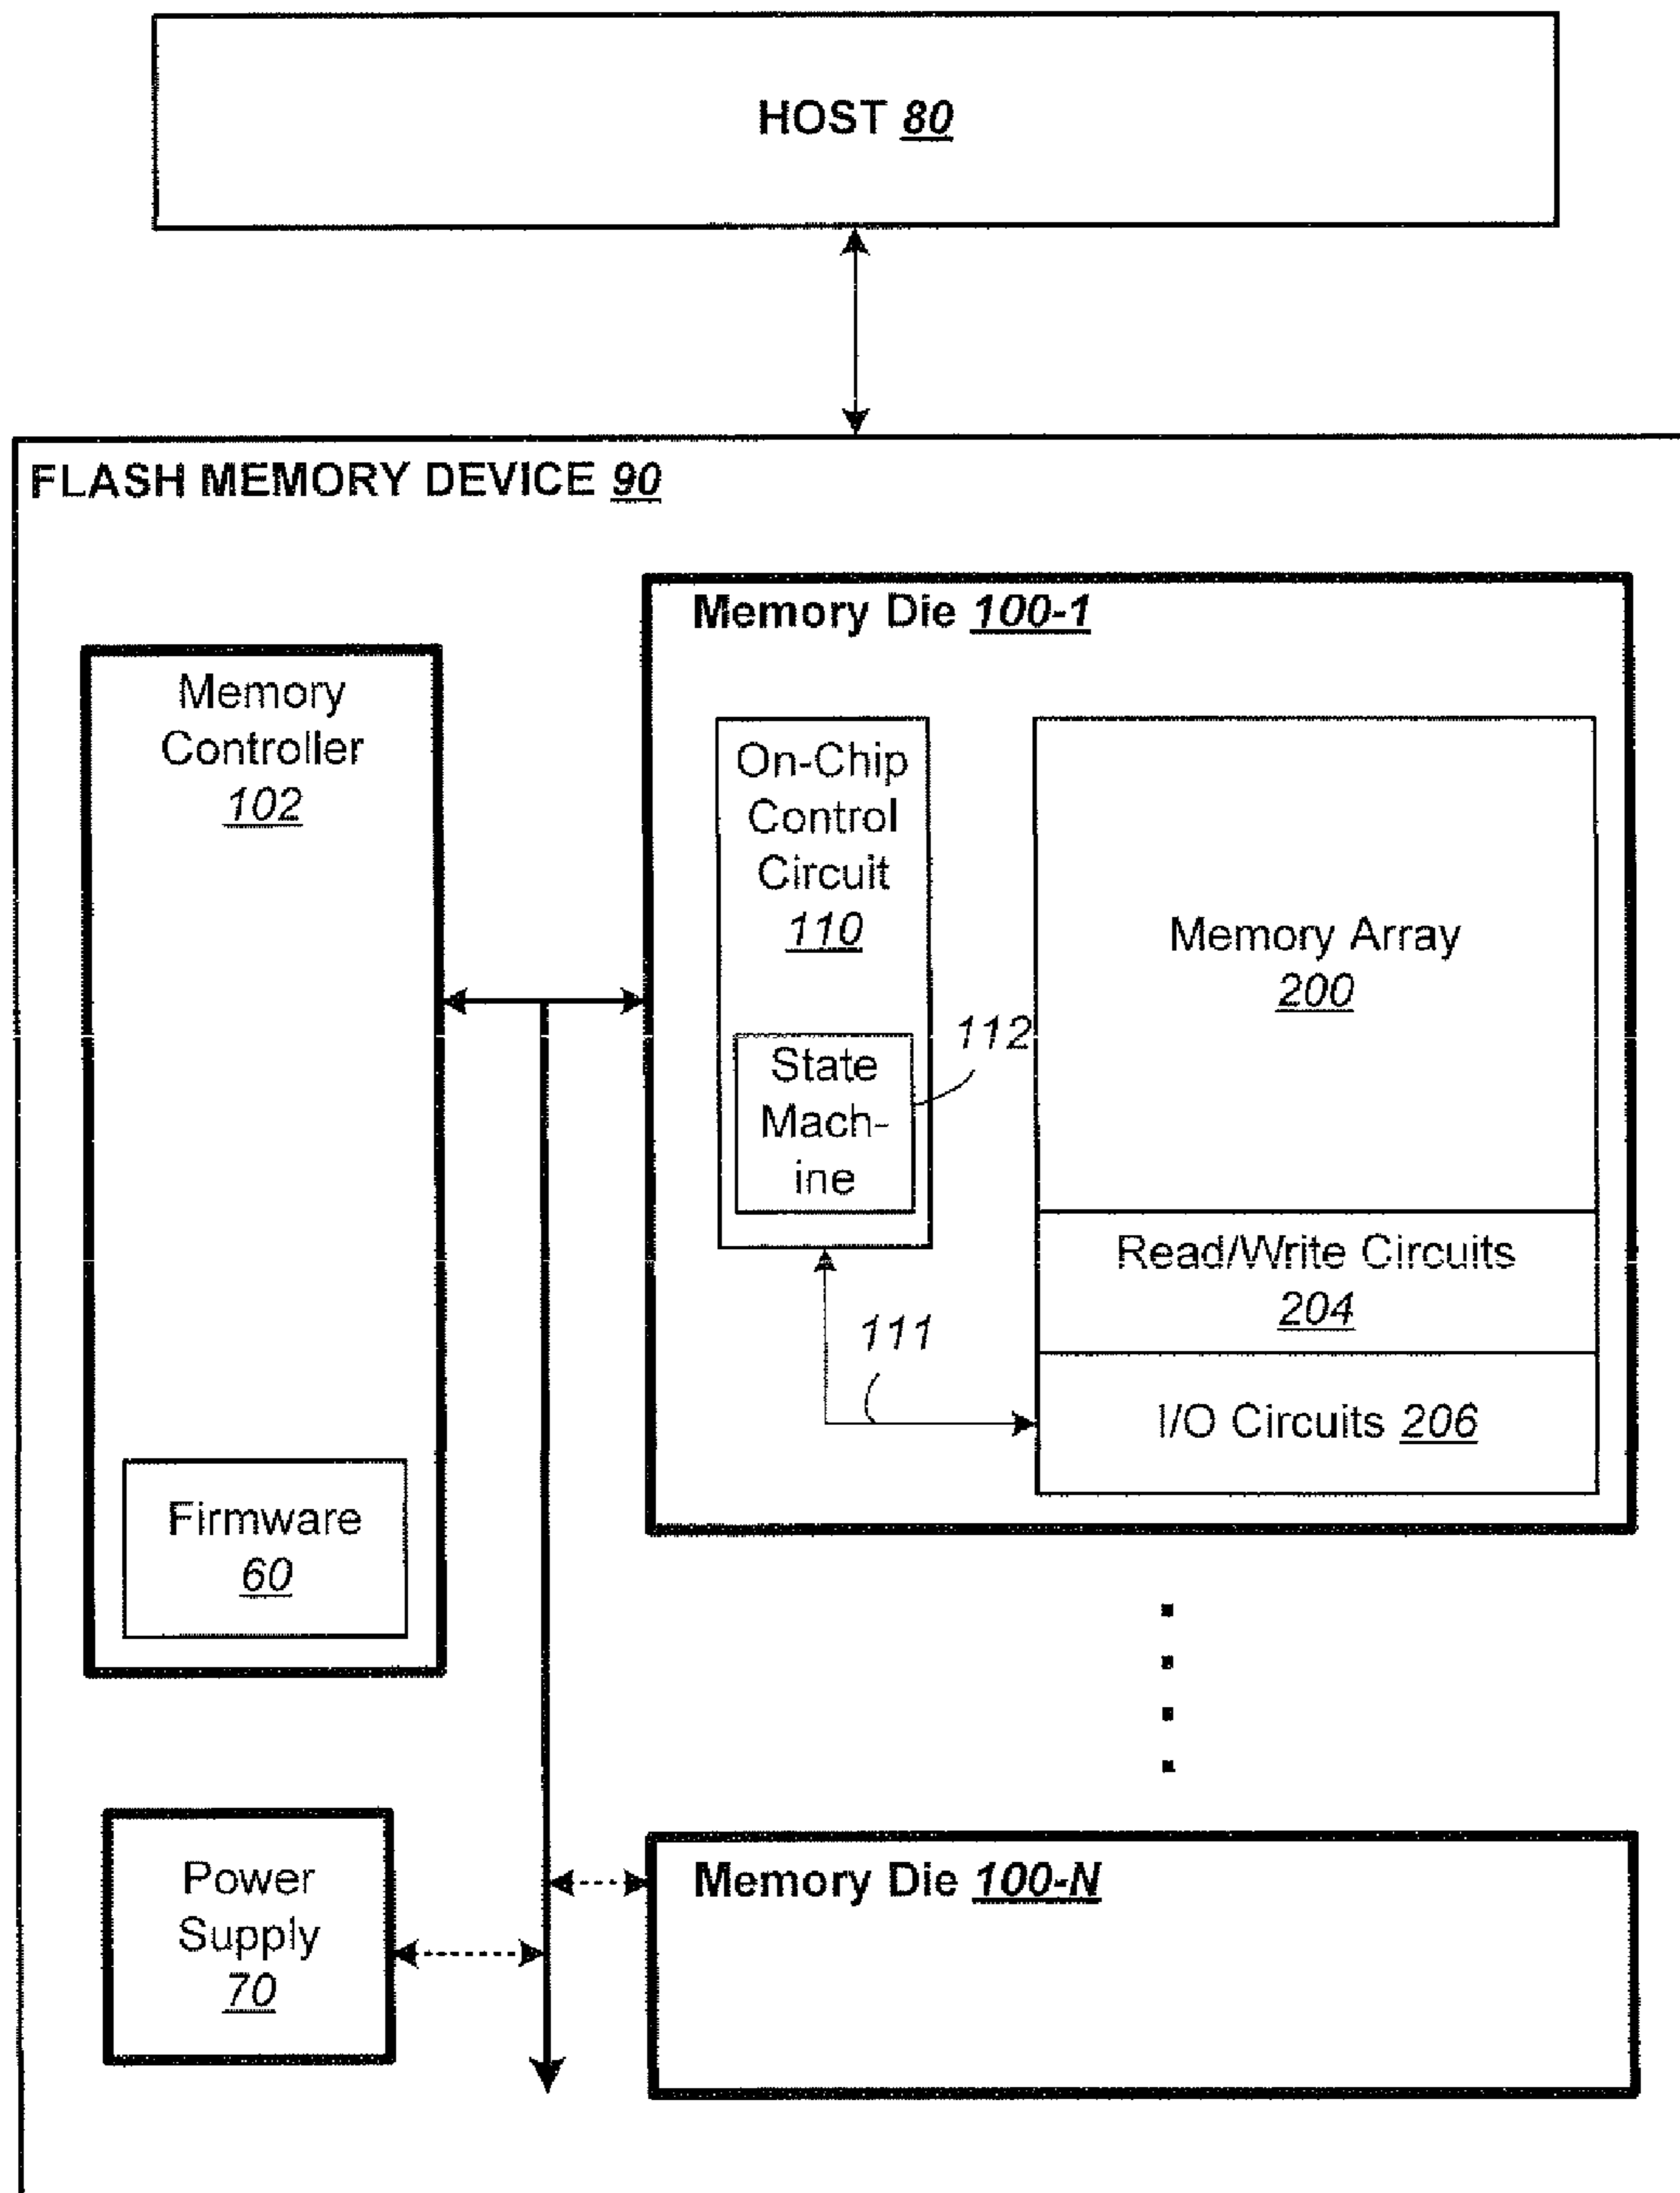 HOST 80
FLASH MEMORY DEVICE 90
Memory Die 100-1
Memory
Controller
102
On-Chip
Control
Circuit
110
Memory Array
200
112
State
Mach-
ine
Read/Write Circuits
204
111
I/O Circuits 206
Firmware
60
Power
Supply
70
Memory Die 100-N